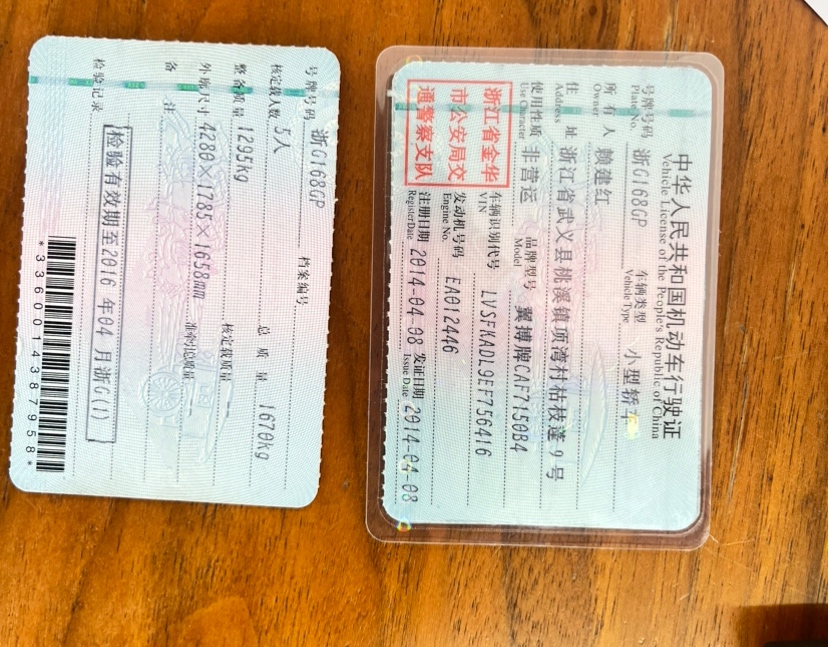 中华人民共和国机动车行驶证
Vehicle License of the People's Republic of China
号牌号码 浙G168GP 车辆类型 小型轿车
Plate No. Vehicle Type
所有人 赖建红
Owner
住址 浙江省武义县桃溪镇顶湾村枯枝蓬9号
Address
使用性质 非营运 品牌型号 翼搏牌CAF7150B4
Use Character Model
浙江省金华
市公安局交
通警察支队
车辆识别代号 LVSFKADL9EF756416
VIN
发动机号码 EA012446
Engine No.
注册日期 2014-04-08 发证日期 2014-04-08
Register Date Issue Date
号牌号码 浙G168GP 档案编号
核定载人数 5人 总质量 1670kg
整备质量 1295kg 核定载质量
外廓尺寸 4280×1785×1658mm 准牵引总质量
备注
检验有效期至2016年04月浙G(1)
检验记录
*3360014387958*